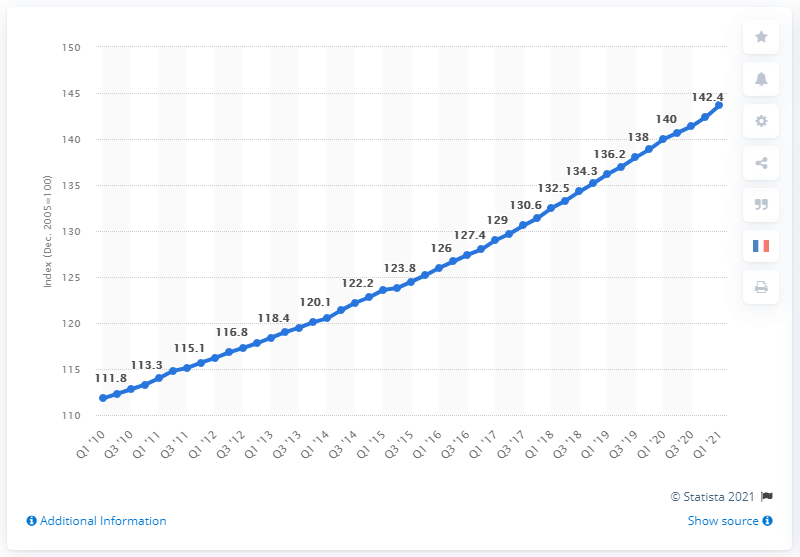 150
145
140
135
130
125
120
115
110
Index (Dec. 2005=100)
111.8
113.3
115.1
116.8
118.4
120.1
122.2
123.8
126
127.4
129
130.6
132.5
134.3
136.2
138
140
142.4
Q1 '10
Q3 '10
Q1 '11
Q3 '11
Q1 '12
Q3 '12
Q1 '13
Q3 '13
Q1 '14
Q3 '14
Q1 '15
Q3 '15
Q1 '16
Q3 '16
Q1 '17
Q3 '17
Q1 '18
Q3 '18
Q1 '19
Q3 '19
Q1 '20
Q3 '20
Q1 '21
© Statista 2021
Additional Information
Show source